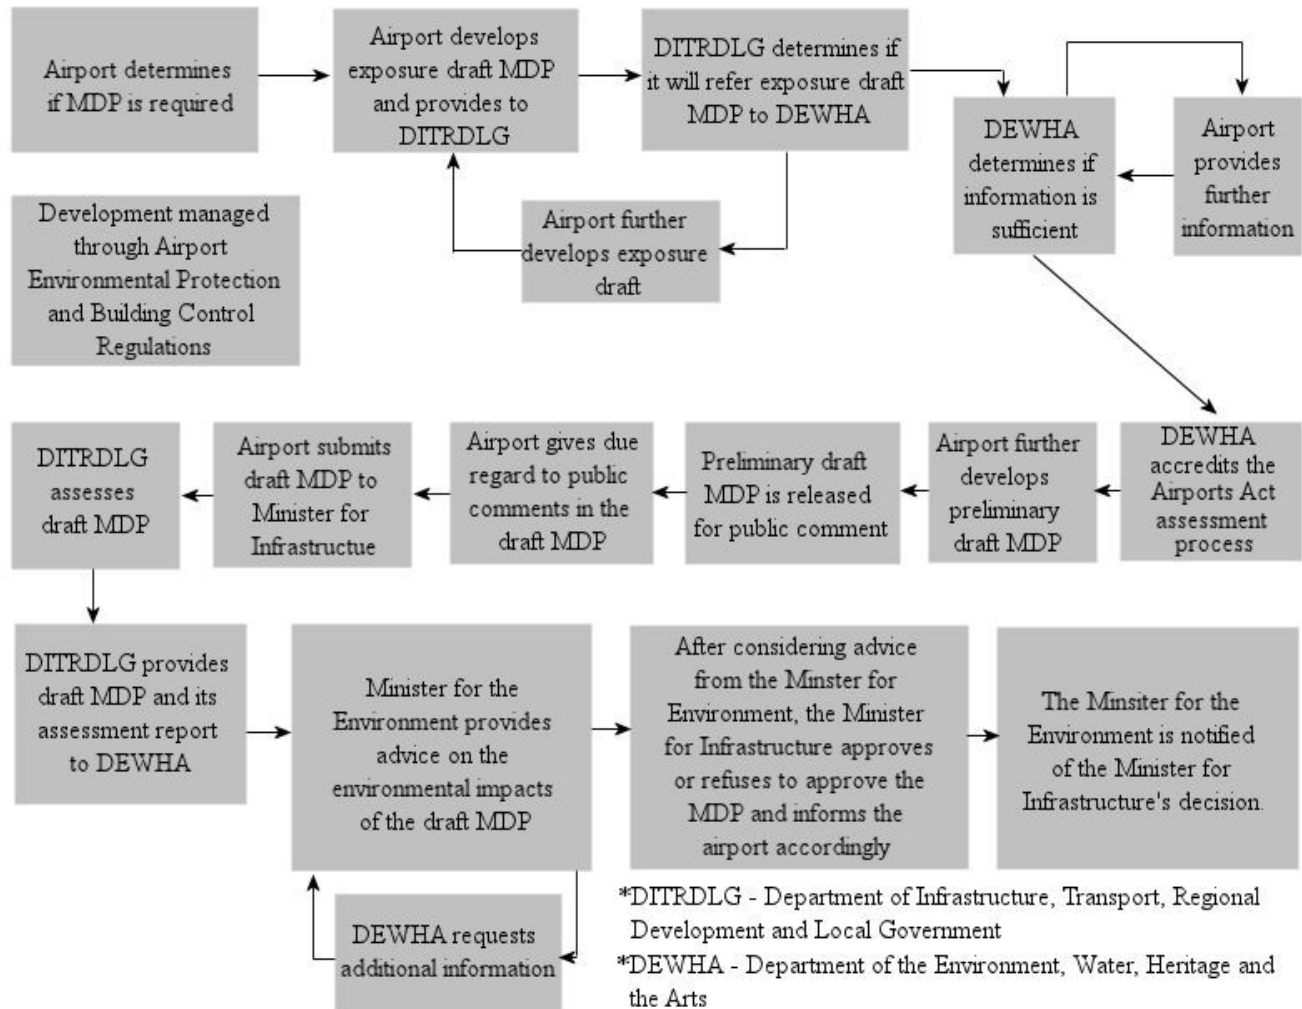 Airport determines
if MDP is required
Airport develops
exposure draft MDP
and provides to
DITRDLG
DITRDLG determines if
it will refer exposure draft
MDP to DEWHA
DEWHA
determines if
information is
sufficient
Airport
provides
further
information
Airport further
develops exposure
draft
Development managed
through Airport
Environmental Protection
and Building Control
Regulations
DITRDLG
assesses
draft MDP
Airport submits
draft MDP to
Minister for
Infrastructue
Airport gives due
regard to public
comments in the
draft MDP
Preliminary draft
MDP is released
for public comment
Airport further
develops
preliminary
draft MDP
DEWHA
accredits the
Airports Act
assessment
process
DITRDLG provides
draft MDP and its
assessment report
to DEWHA
Minister for the
Environment provides
advice on the
environmental impacts
of the draft MDP
After considering advice
from the Minster for
Environment, the Minister
for Infrastructure approves
or refuses to approve the
MDP and informs the
airport accordingly
The Minsiter for the
Environment is notified
of the Minister for
Infrastructure's decision.
DEWHA requests
additional information
*DITRDLG - Department of Infrastructure, Transport, Regional
Development and Local Government
*DEWHA - Department of the Environment, Water, Heritage and
the Arts